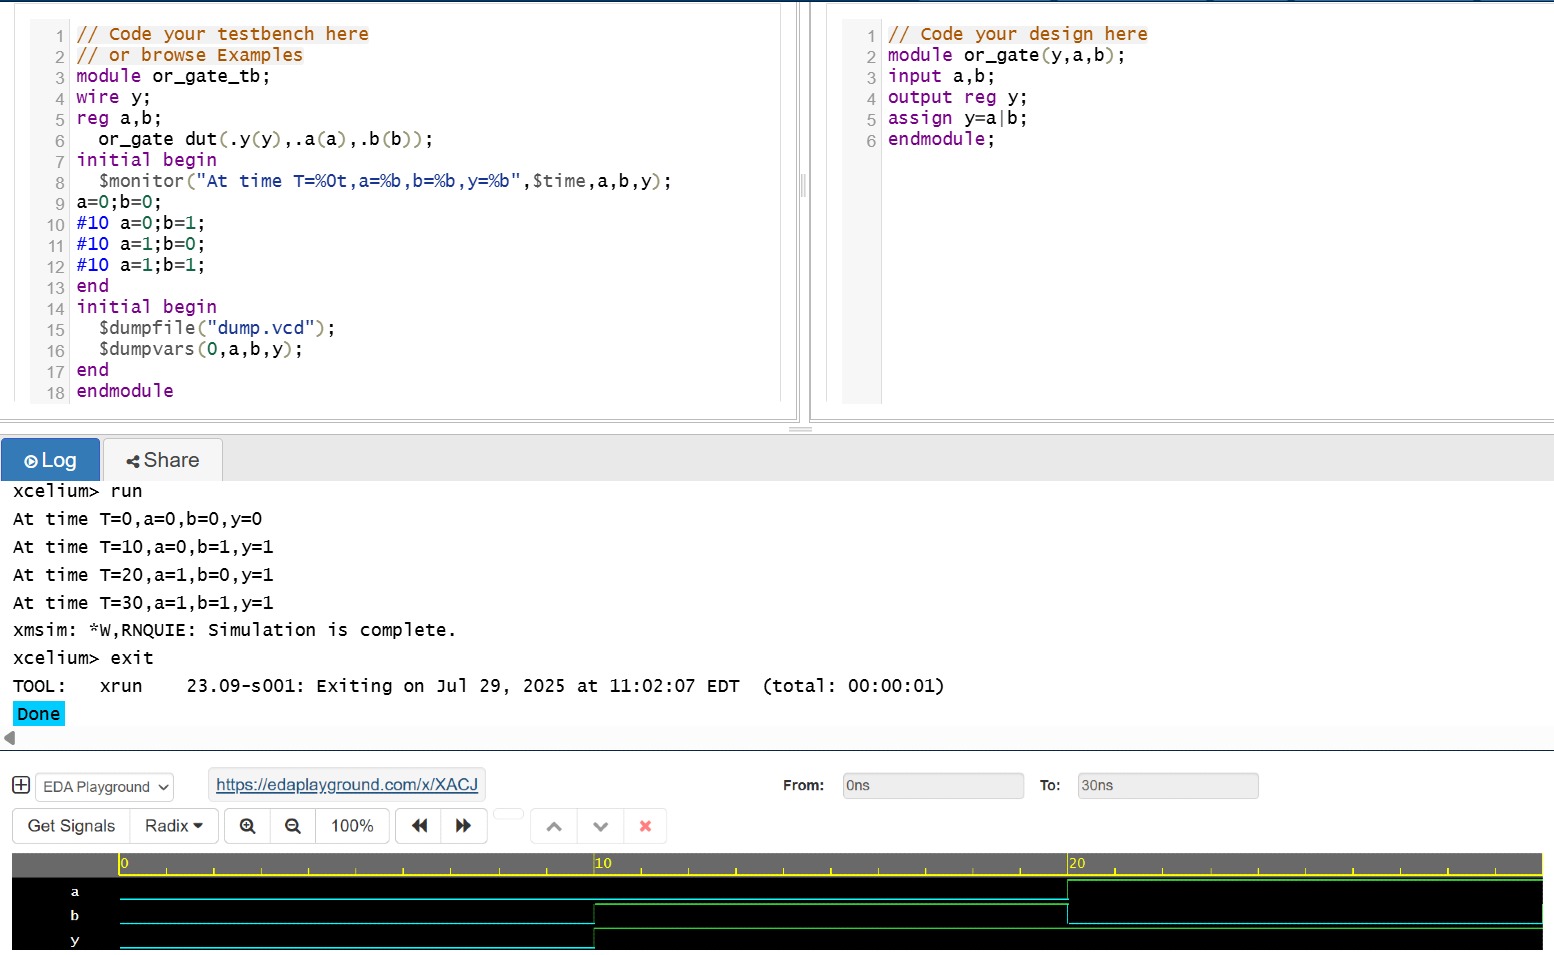 1 // Code your testbench here
2 // or browse Examples
3 module or_gate_tb;
4 wire y;
5 reg a,b;
6 or_gate dut(.y(y),.a(a),.b(b));
7 initial begin
8 $monitor("At time T=%0t,a=%b,b=%b,y=%b",$time,a,b,y);
9 a=0;b=0;
10 #10 a=0;b=1;
11 #10 a=1;b=0;
12 #10 a=1;b=1;
13 end
14 initial begin
15 $dumpfile("dump.vcd");
16 $dumpvars(0,a,b,y);
17 end
18 endmodule
1 // Code your design here
2 module or_gate(y,a,b);
3 input a,b;
4 output reg y;
5 assign y=a|b;
6 endmodule;
Log Share
xcelium> run
At time T=0,a=0,b=0,y=0
At time T=10,a=0,b=1,y=1
At time T=20,a=1,b=0,y=1
At time T=30,a=1,b=1,y=1
xmsim: *W,RNQUIE: Simulation is complete.
xcelium> exit
TOOL: xrun 23.09-s001: Exiting on Jul 29, 2025 at 11:02:07 EDT (total: 00:00:01)
Done
EDA Playground https://edaplayground.com/x/XACJ From: 0ns To: 30ns
Get Signals Radix 100%
0 10 20
a
b
y